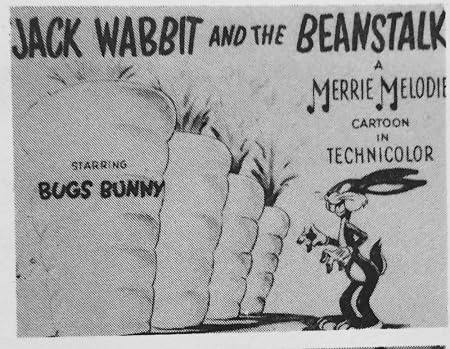 JACK WABBIT AND THE BEANSTALK
A
MERRIE MELODIE
CARTOON
IN
TECHNICOLOR
STARRING
BUGS BUNNY